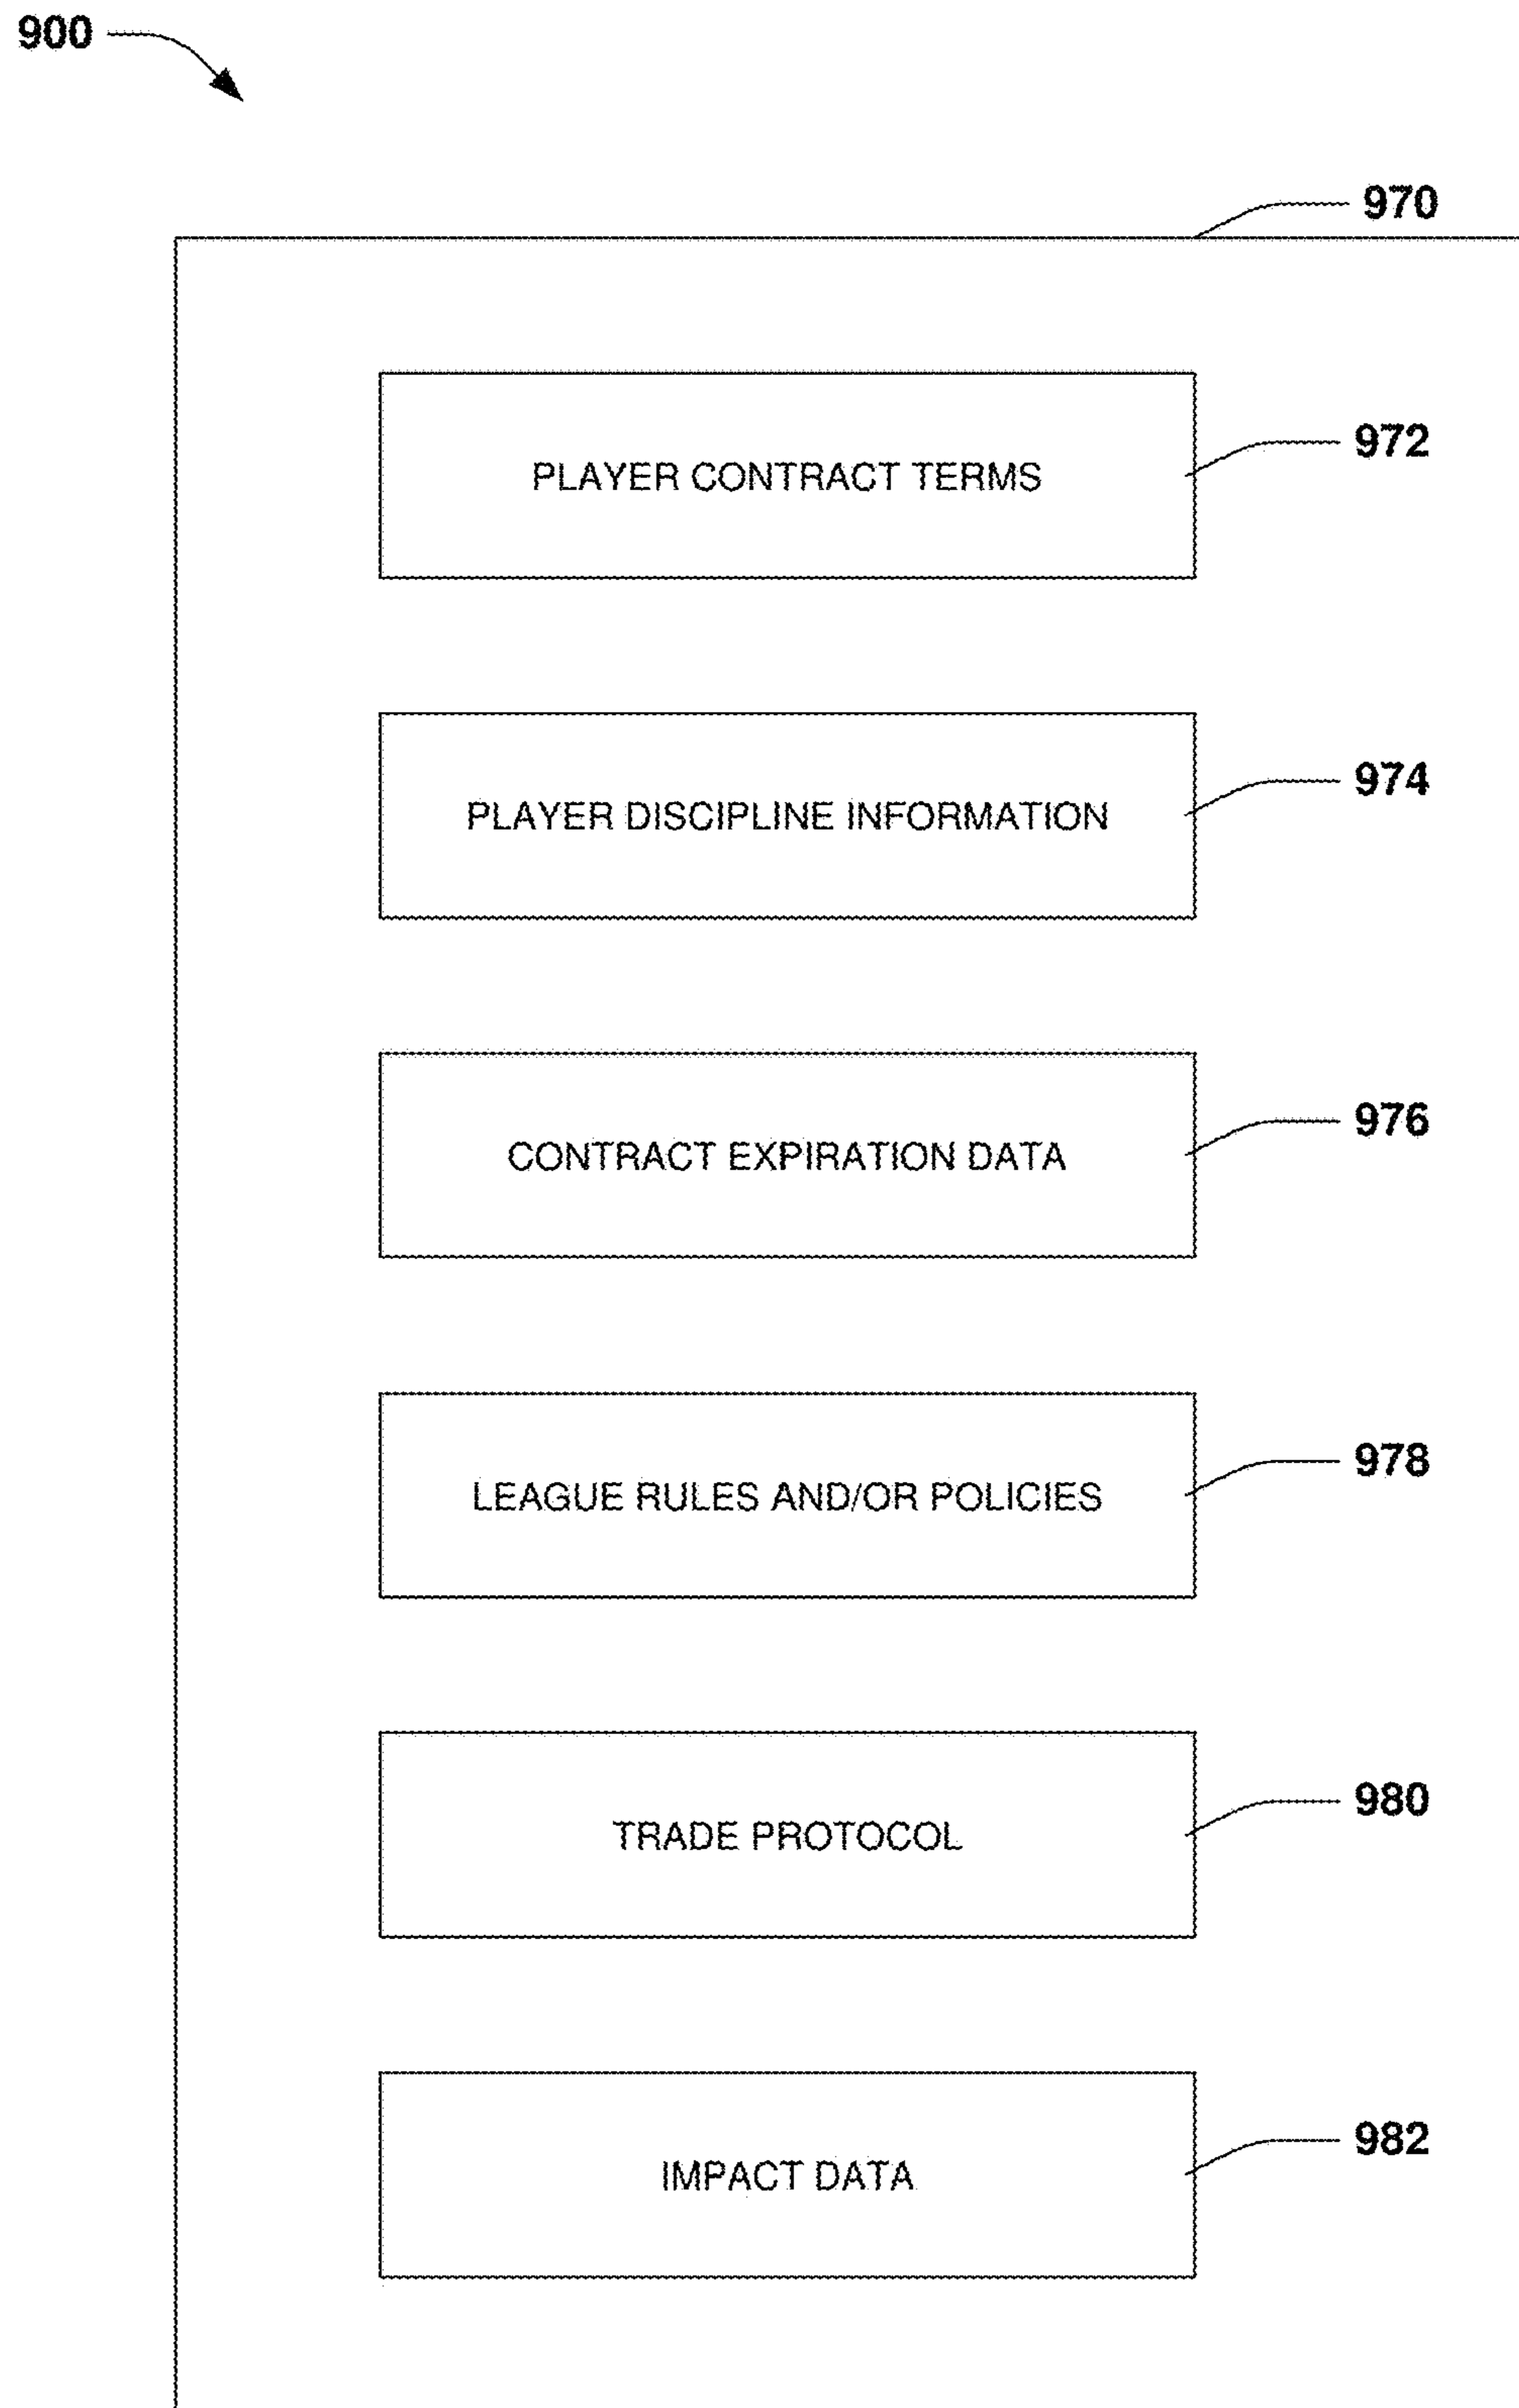 900
970
PLAYER CONTRACT TERMS
972
PLAYER DISCIPLINE INFORMATION
974
CONTRACT EXPIRATION DATA
976
LEAGUE RULES AND/OR POLICIES
978
TRADE PROTOCOL
980
IMPACT DATA
982